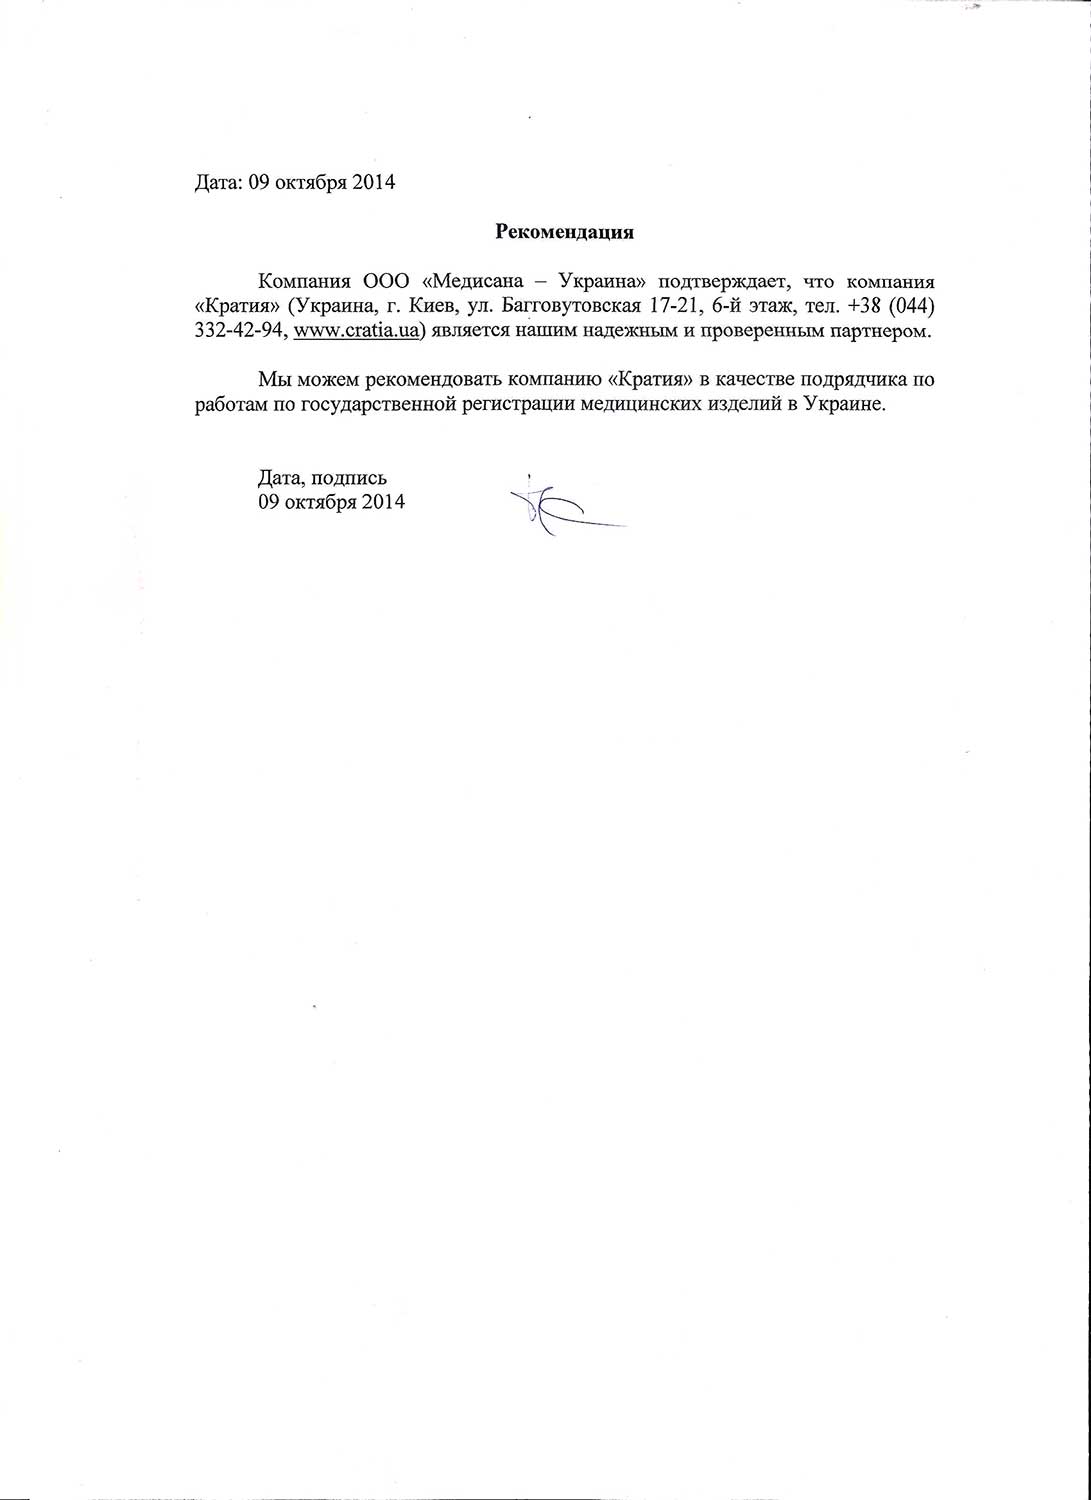 Дата: 09 октября 2014
Рекомендация
Компания ООО «Медисана – Украина» подтверждает, что компания
«Кратия» (Украина, г. Киев, ул. Багговутовская 17-21, 6-й этаж, тел. +38 (044)
332-42-94, www.cratia.ua) является нашим надежным и проверенным партнером.
Мы можем рекомендовать компанию «Кратия» в качестве подрядчика по
работам по государственной регистрации медицинских изделий в Украине.
Дата, подпись
09 октября 2014